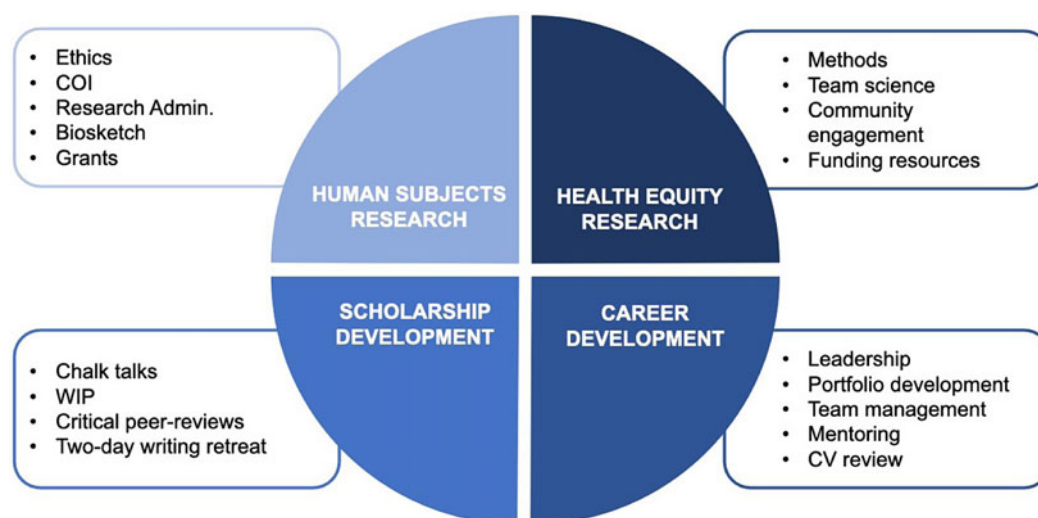 • Ethics
• COI
• Research Admin.
• Biosketch
• Grants
HUMAN SUBJECTS
RESEARCH
HEALTH EQUITY
RESEARCH
• Methods
• Team science
• Community
engagement
• Funding resources
SCHOLARSHIP
DEVELOPMENT
CAREER
DEVELOPMENT
• Chalk talks
• WIP
• Critical peer-reviews
• Two-day writing retreat
• Leadership
• Portfolio development
• Team management
• Mentoring
• CV review